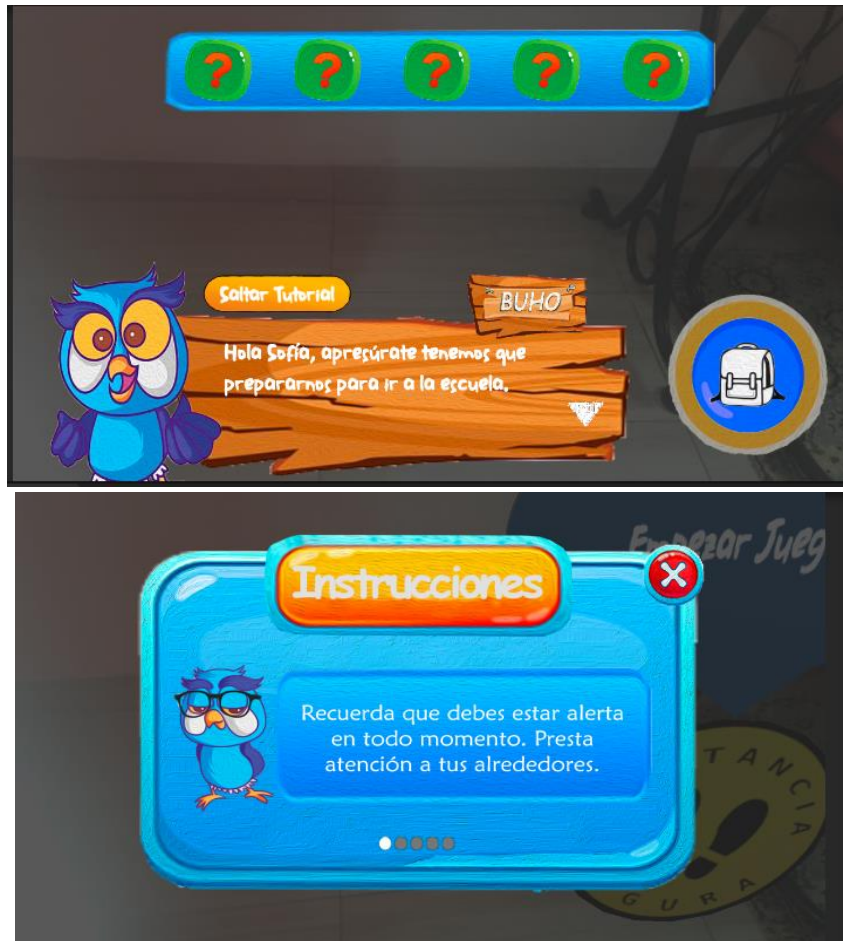 ? ? ? ? ?
Saltar Tutorial
BUHO
Hola Sofía, apresúrate tenemos que
prepararnos para ir a la escuela.
Empezar Jueg
Instrucciones
Recuerda que debes estar alerta
en todo momento. Presta
atención a tus alrededores.
TANCIA
GURA